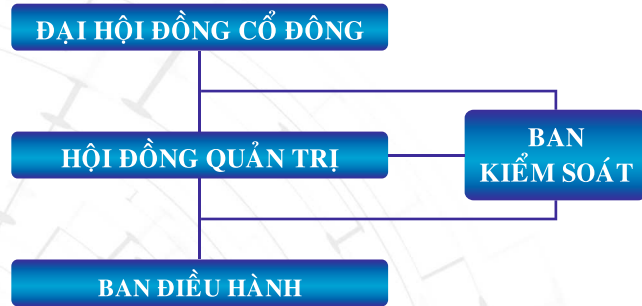 ĐẠI HỘI ĐỒNG CỔ ĐÔNG
HỘI ĐỒNG QUẢN TRỊ
BAN
KIỂM SOÁT
BAN ĐIỀU HÀNH